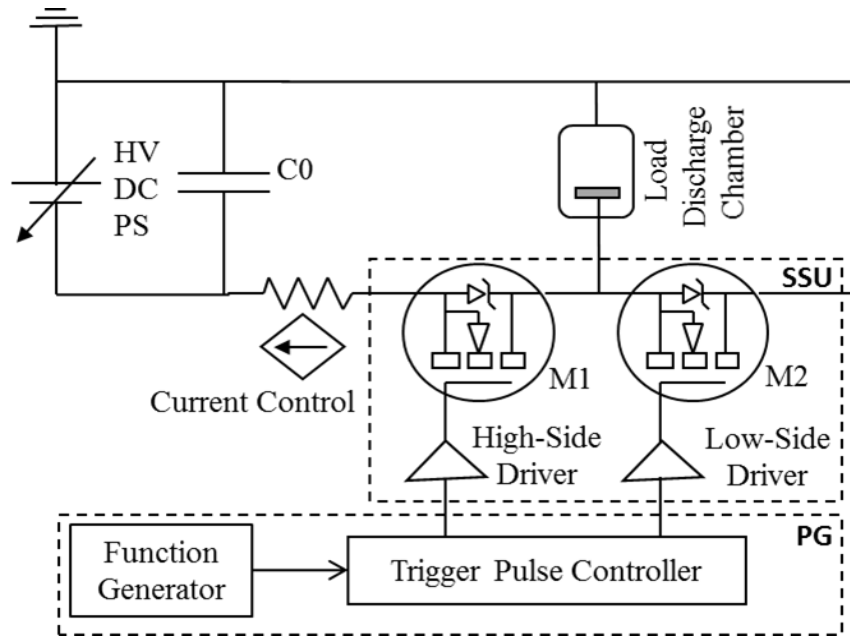 HV
DC
PS
C0
Load
Discharge
Chamber
SSU
M1
M2
Current Control
High-Side
Driver
Low-Side
Driver
PG
Function
Generator
Trigger Pulse Controller